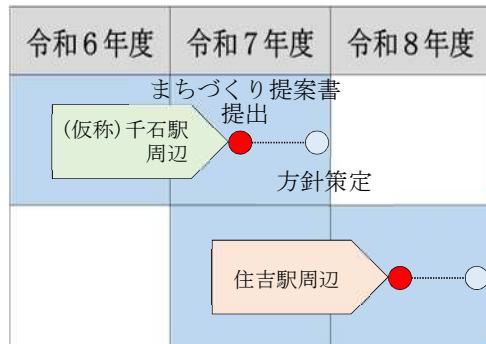 令和6年度 令和7年度 令和8年度
まちづくり提案書
提出
(仮称)千石駅
周辺
方針策定
住吉駅周辺